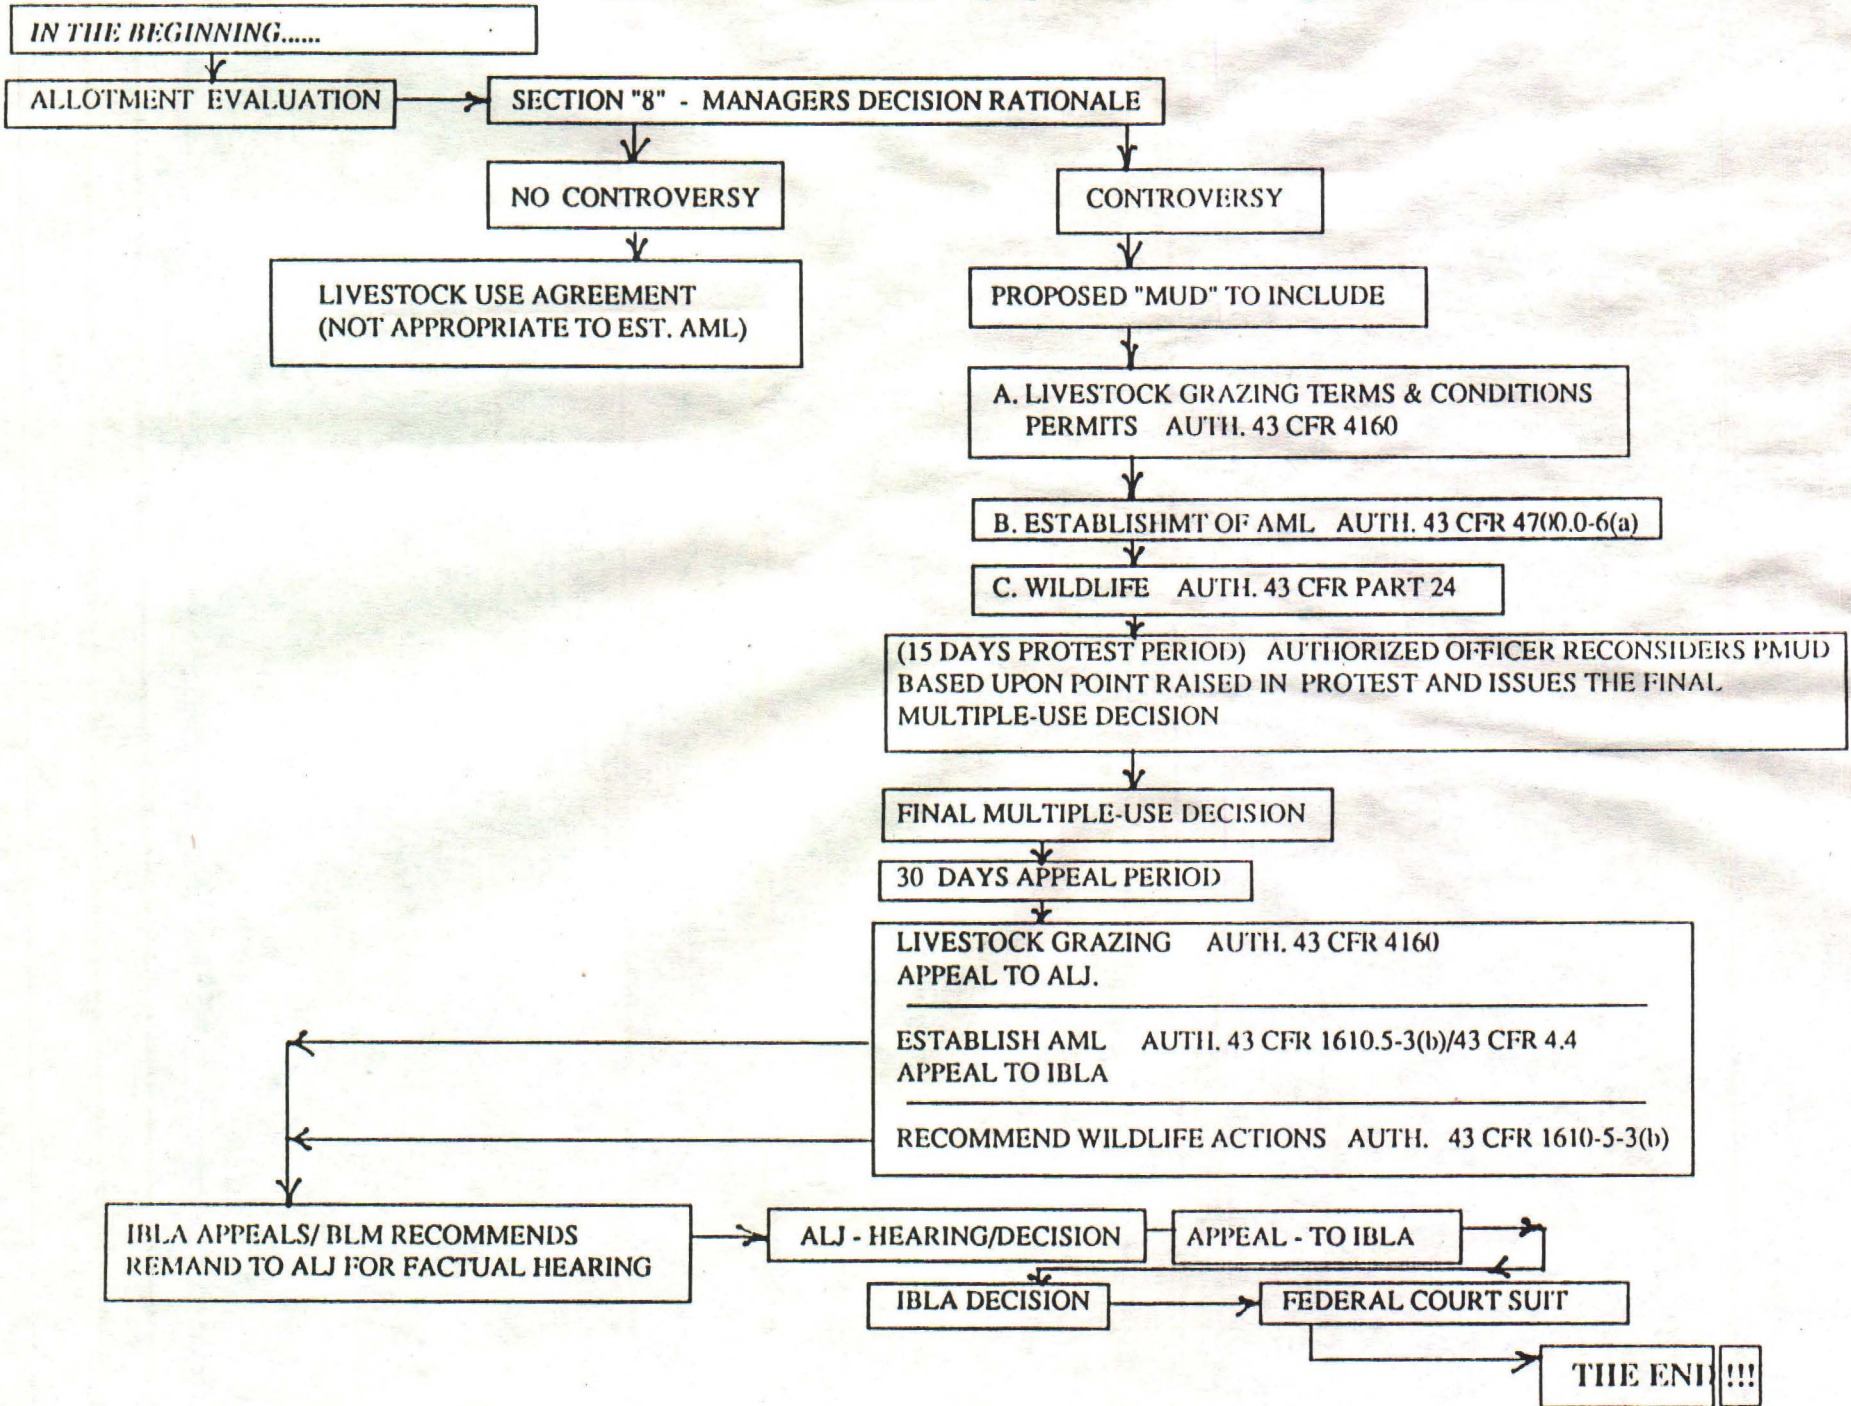 IN THE BEGINNING......
ALLOTMENT EVALUATION
SECTION "8" - MANAGERS DECISION RATIONALE
NO CONTROVERSY
CONTROVERSY
LIVESTOCK USE AGREEMENT
(NOT APPROPRIATE TO EST. AML)
PROPOSED "MUD" TO INCLUDE
A. LIVESTOCK GRAZING TERMS & CONDITIONS
PERMITS AUTH. 43 CFR 4160
B. ESTABLISHMT OF AML AUTH. 43 CFR 4700.0-6(a)
C. WILDLIFE AUTH. 43 CFR PART 24
(15 DAYS PROTEST PERIOD) AUTHORIZED OFFICER RECONSIDERS PMUD
BASED UPON POINT RAISED IN PROTEST AND ISSUES THE FINAL
MULTIPLE-USE DECISION
FINAL MULTIPLE-USE DECISION
30 DAYS APPEAL PERIOD
LIVESTOCK GRAZING AUTH. 43 CFR 4160
APPEAL TO ALJ.
ESTABLISH AML AUTH. 43 CFR 1610.5-3(b)/43 CFR 4.4
APPEAL TO IBLA
RECOMMEND WILDLIFE ACTIONS AUTH. 43 CFR 1610-5-3(b)
IBLA APPEALS/ BLM RECOMMENDS
REMAND TO ALJ FOR FACTUAL HEARING
ALJ - HEARING/DECISION
APPEAL - TO IBLA
IBLA DECISION
FEDERAL COURT SUIT
THE END !!!